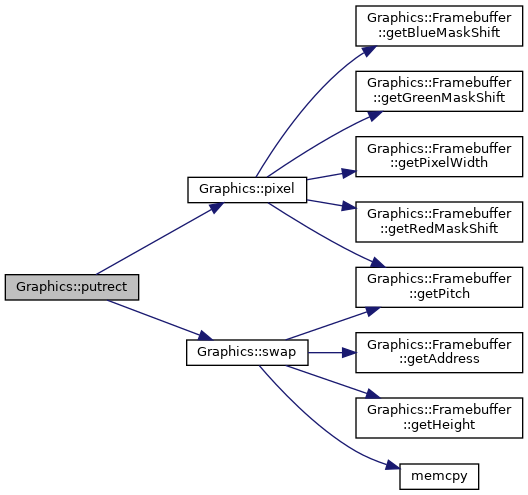 Graphics::Framebuffer
::getBlueMaskShift
Graphics::Framebuffer
::getGreenMaskShift
Graphics::Framebuffer
::getPixelWidth
Graphics::pixel
Graphics::Framebuffer
::getRedMaskShift
Graphics::putrect
Graphics::Framebuffer
::getPitch
Graphics::swap
Graphics::Framebuffer
::getAddress
Graphics::Framebuffer
::getHeight
memcpy